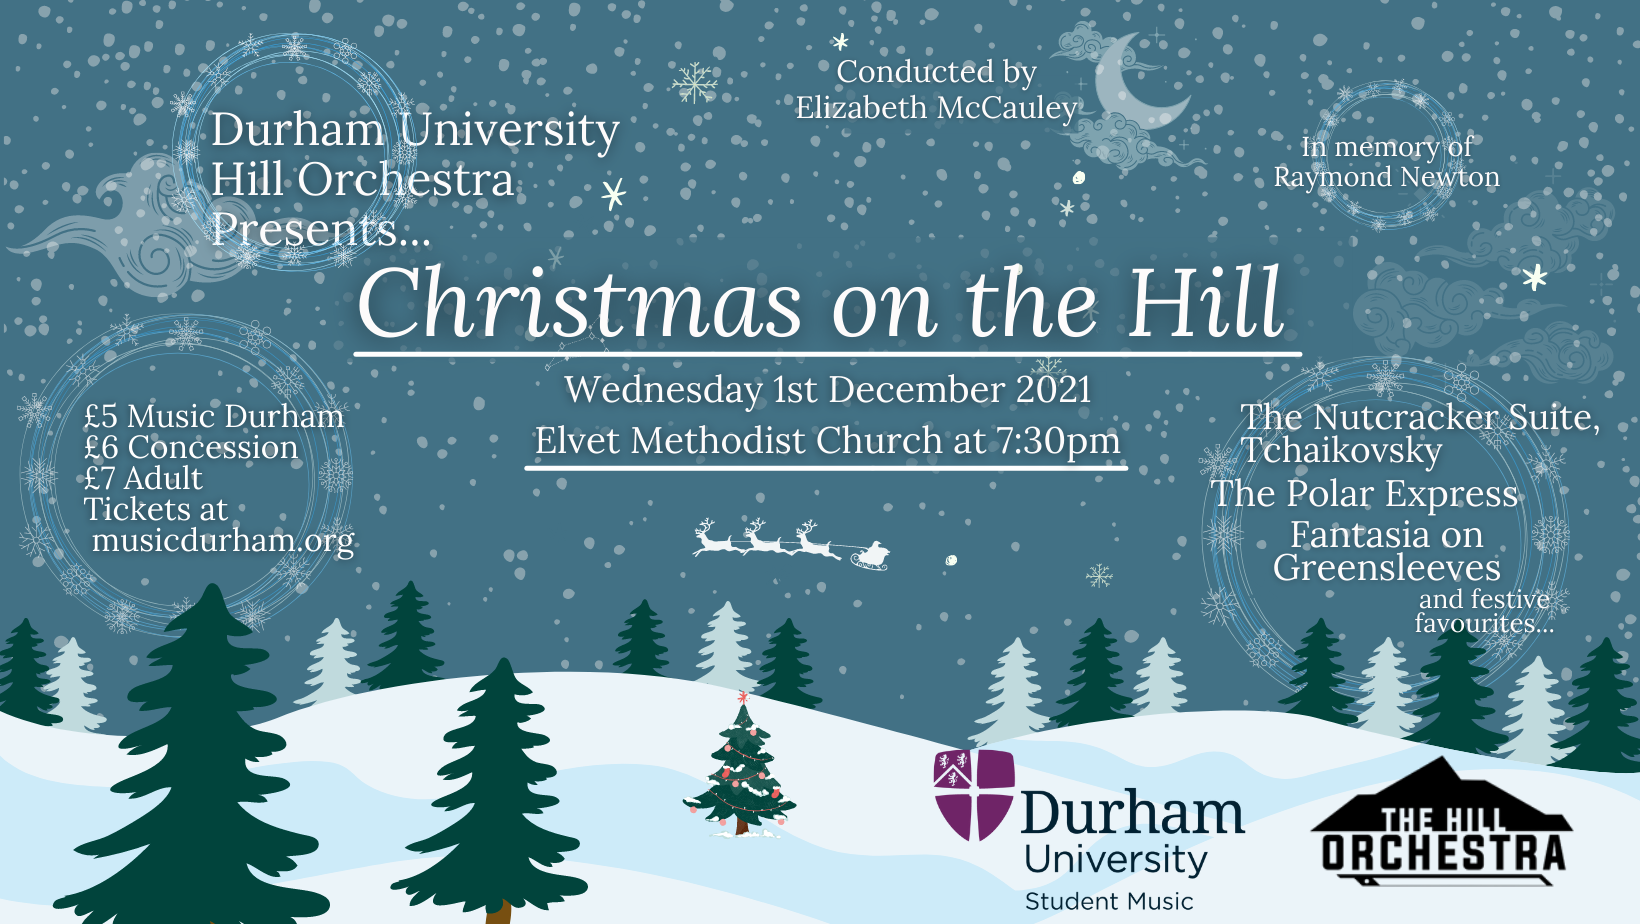 Durham University
Hill Orchestra
Presents...
Conducted by
Elizabeth McCauley
In memory of
Raymond Newton
Christmas on the Hill
Wednesday 1st December 2021
Elvet Methodist Church at 7:30pm
£5 Music Durham
£6 Concession
£7 Adult
Tickets at
musicdurham.org
The Nutcracker Suite,
Tchaikovsky
The Polar Express
Fantasia on
Greensleeves
and festive
favourites...
Durham
University
Student Music
THE HILL
ORCHESTRA